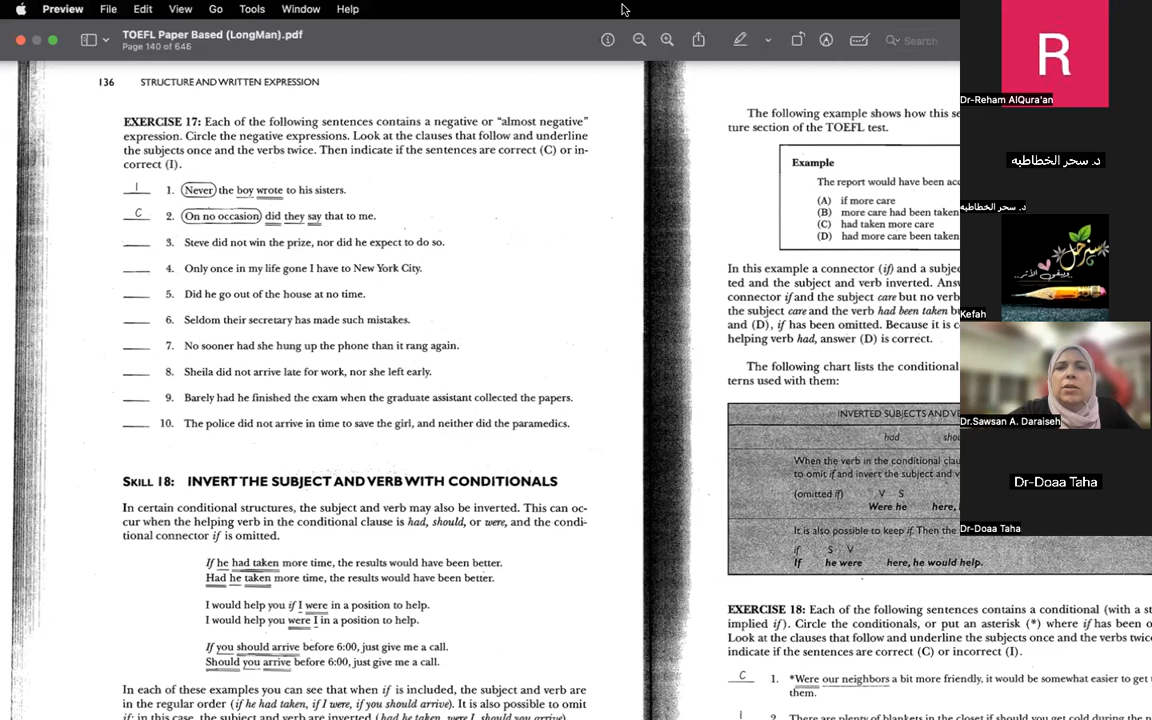 Preview File Edit View Go Tools Window Help
TOEFL Paper Based (LongMan).pdf
Page 140 of 646
Search
136 STRUCTURE AND WRITTEN EXPRESSION
EXERCISE 17: Each of the following sentences contains a negative or "almost negative"
expression. Circle the negative expressions. Look at the clauses that follow and underline
the subjects once and the verbs twice. Then indicate if the sentences are correct (C) or in-
correct (I).
I 1. Never the boy wrote to his sisters.
C 2. On no occasion did they say that to me.
3. Steve did not win the prize, nor did he expect to do so.
4. Only once in my life gone I have to New York City.
5. Did he go out of the house at no time.
6. Seldom their secretary has made such mistakes.
7. No sooner had she hung up the phone than it rang again.
8. Sheila did not arrive late for work, nor she left early.
9. Barely had he finished the exam when the graduate assistant collected the papers.
10. The police did not arrive in time to save the girl, and neither did the paramedics.
SKILL 18: INVERT THE SUBJECT AND VERB WITH CONDITIONALS
In certain conditional structures, the subject and verb may also be inverted. This can oc-
cur when the helping verb in the conditional clause is had, should, or were, and the condi-
tional connector if is omitted.
If he had taken more time, the results would have been better.
Had he taken more time, the results would have been better.
I would help you if I were in a position to help.
I would help you were I in a position to help.
If you should arrive before 6:00, just give me a call.
Should you arrive before 6:00, just give me a call.
In each of these examples you can see that when if is included, the subject and verb are
in the regular order (if he had taken, if I were, if you should arrive). It is also possible to omit
if; in this case, the subject and verb are inverted (had he taken, were I, should you arrive).
The following example shows how this se
ture section of the TOEFL test.
Example
The report would have been acc
(A) if more care
(B) more care had been taken
(C) had taken more care
(D) had more care been taken
In this example a connector (if) and a subjec
ted and the subject and verb inverted. Answ
connector if and the subject care but no verb
the subject care and the verb had been taken b
and (D), if has been omitted. Because it is c
helping verb had, answer (D) is correct.
The following chart lists the conditional
terns used with them:
INVERTED SUBJECTS AND VE
had shou
When the verb in the conditional clau
to omit if and invert the subject and v
(omitted if) V S
Were he here,
It is also possible to keep if. Then the
if S V
If he were here, he would help.
EXERCISE 18: Each of the following sentences contains a conditional (with a st
implied if). Circle the conditionals, or put an asterisk (*) where if has been o
Look at the clauses that follow and underline the subjects once and the verbs twic
indicate if the sentences are correct (C) or incorrect (I).
C 1. *Were our neighbors a bit more friendly, it would be somewhat easier to get
them.
I 2. There are plenty of blankets in the closet if should you get cold during the n
R
Dr-Reham AlQura'an
د. سحر الخطاطبه
د. سحر الخطاطبه
سنرحل
ويبقى الأثر..
Kefah
Dr.Sawsan A. Daraiseh
Dr-Doaa Taha
Dr-Doaa Taha